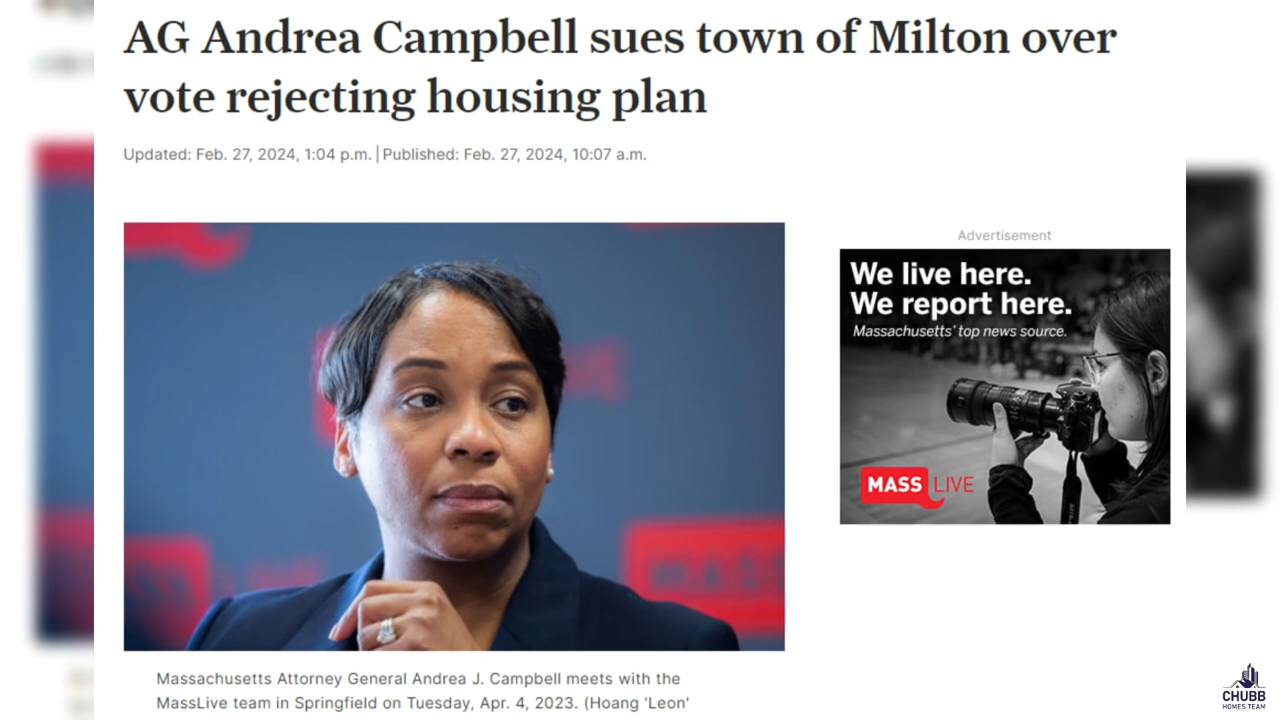 AG Andrea Campbell sues town of Milton over
vote rejecting housing plan
Updated: Feb. 27, 2024, 1:04 p.m. | Published: Feb. 27, 2024, 10:07 a.m.
Advertisement
We live here.
We report here.
Massachusetts' top news source.
MASS LIVE
Massachusetts Attorney General Andrea J. Campbell meets with the
MassLive team in Springfield on Tuesday, Apr. 4, 2023. (Hoang 'Leon'
CHUBB
HOMES TEAM